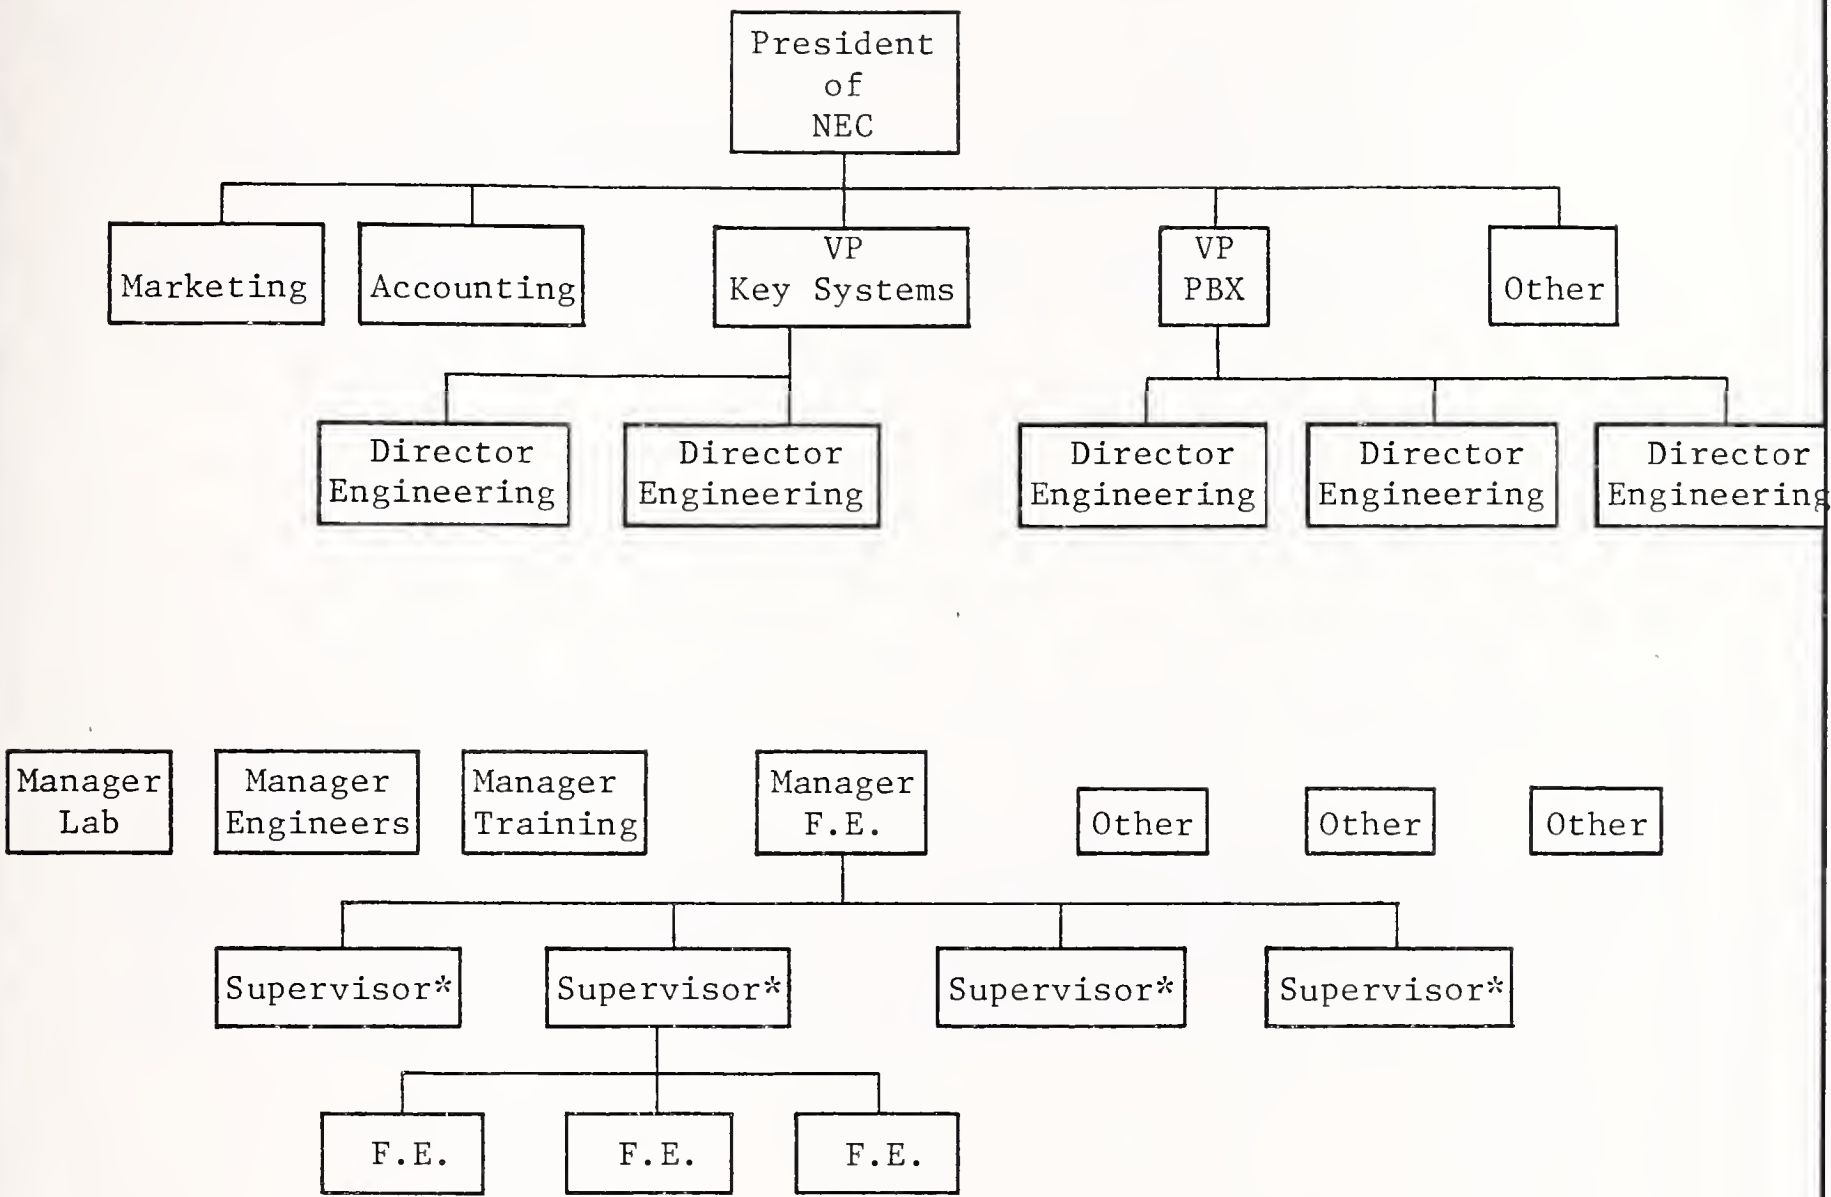 President
of
NEC
Marketing
Accounting
VP
Key Systems
VP
PBX
Other
Director
Engineering
Director
Engineering
Director
Engineering
Director
Engineering
Director
Engineering
Manager
Lab
Manager
Engineers
Manager
Training
Manager
F.E.
Other
Other
Other
Supervisor*
Supervisor*
Supervisor*
Supervisor*
F.E.
F.E.
F.E.